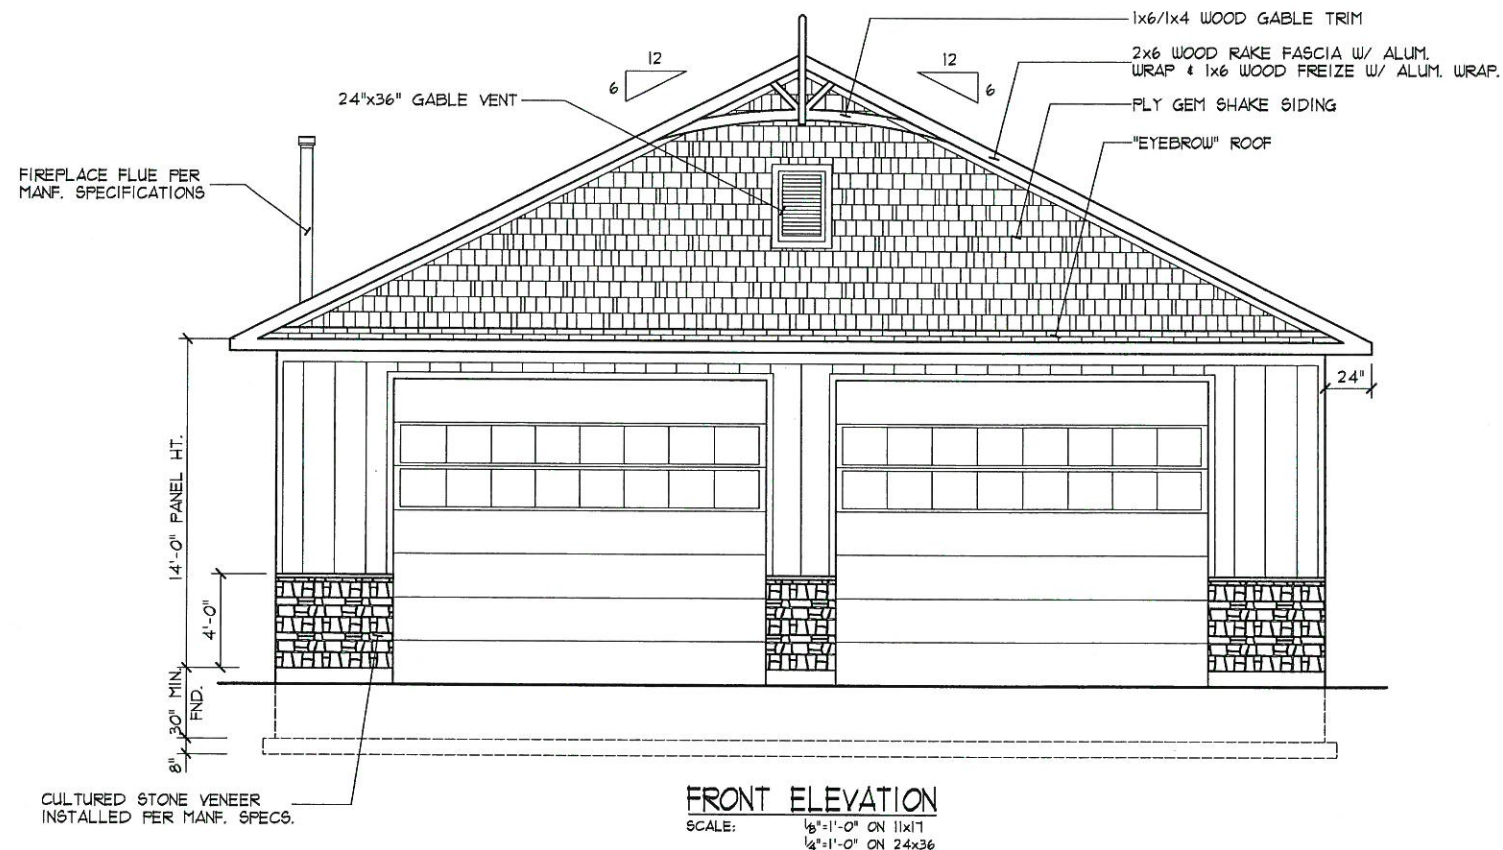 1x6/1x4 WOOD GABLE TRIM
2x6 WOOD RAKE FASCIA W/ ALUM.
WRAP & 1x6 WOOD FREIZE W/ ALUM. WRAP.
12
6
12
6
24"x36" GABLE VENT
PLY GEM SHAKE SIDING
"EYEBROW" ROOF
FIREPLACE FLUE PER
MANF. SPECIFICATIONS
24"
14'-0" PANEL HT.
4'-0"
30" MIN.
FND.
8"
CULTURED STONE VENEER
INSTALLED PER MANF. SPECS.
FRONT ELEVATION
SCALE: 1/8"=1'-0" ON 11x17
1/4"=1'-0" ON 24x36